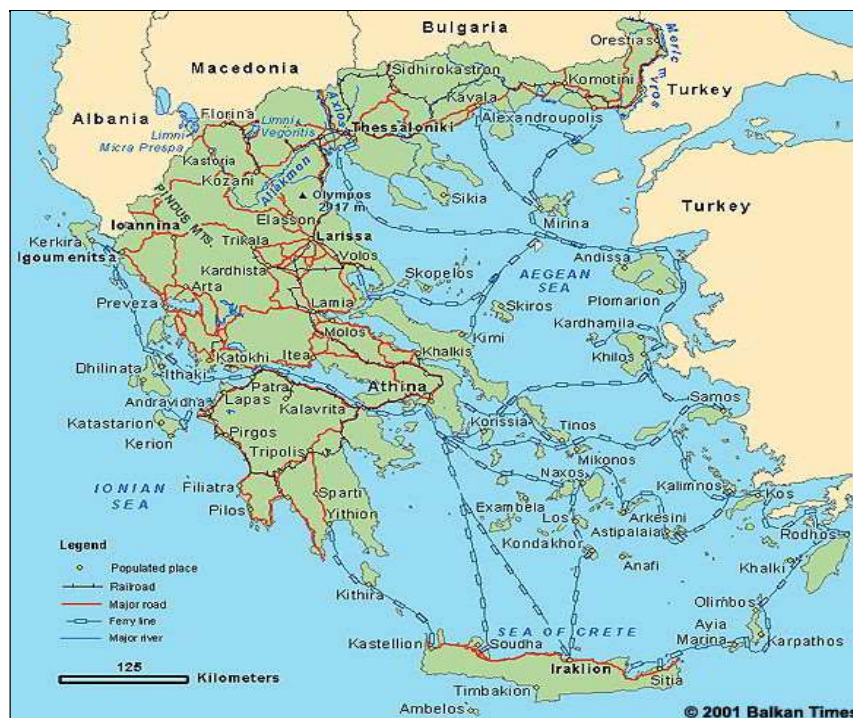 Bulgaria
Orestias
Meric
Evros
Macedonia
Sidhirokastron
Komotini
Kavala
Turkey
Albania
Florina
Limni
Vegoritis
Axios
Thessaloniki
Alexandroupolis
Limni
Micra Prespa
Kastoria
Kozani
Aliakmon
Olympos
2917 m
Sikia
Mirina
Turkey
PINDUS MTS.
Elasson
Ioannina
Kerkira
Igoumenitsa
Trikala
Larissa
Volos
Kardhista
Skopelos
AEGEAN
SEA
Andissa
Plomarion
Arta
Preveza
Lamia
Skiros
Kardhamila
Molos
Kimi
Khilos
Dhilinata
Katokhi
Itea
Khalkis
Ithaki
Andravidha
Patra
Lapas
Kalavrita
Athina
Samos
Katastarion
Kerion
Korissia
Tinos
Pirgos
Tripolis
Mikonos
Naxos
IONIAN
SEA
Filiatra
Pilos
Sparti
Yithion
Exambela
Los
Kondakhor
Arkesini
Astipalaia
Anafi
Kalimnos
Kos
Rodhos
Khalki
Legend
Populated place
Railroad
Major road
Ferry line
Major river
Kithira
Olimbos
Ayia
Marina
Karpathos
SEA OF CRETE
Kastellion
Soudha
Iraklion
Sitia
125
Kilometers
Timbakion
Ambelos
© 2001 Balkan Times